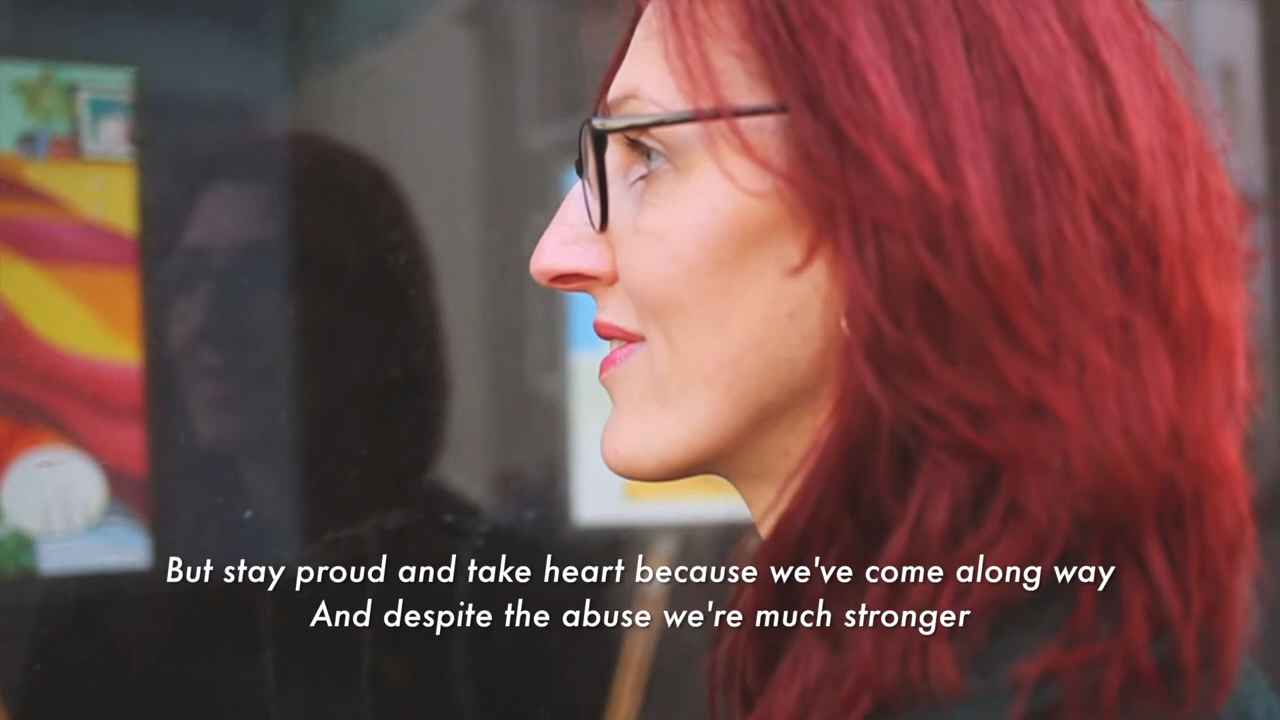 But stay proud and take heart because we've come along way
And despite the abuse we're much stronger